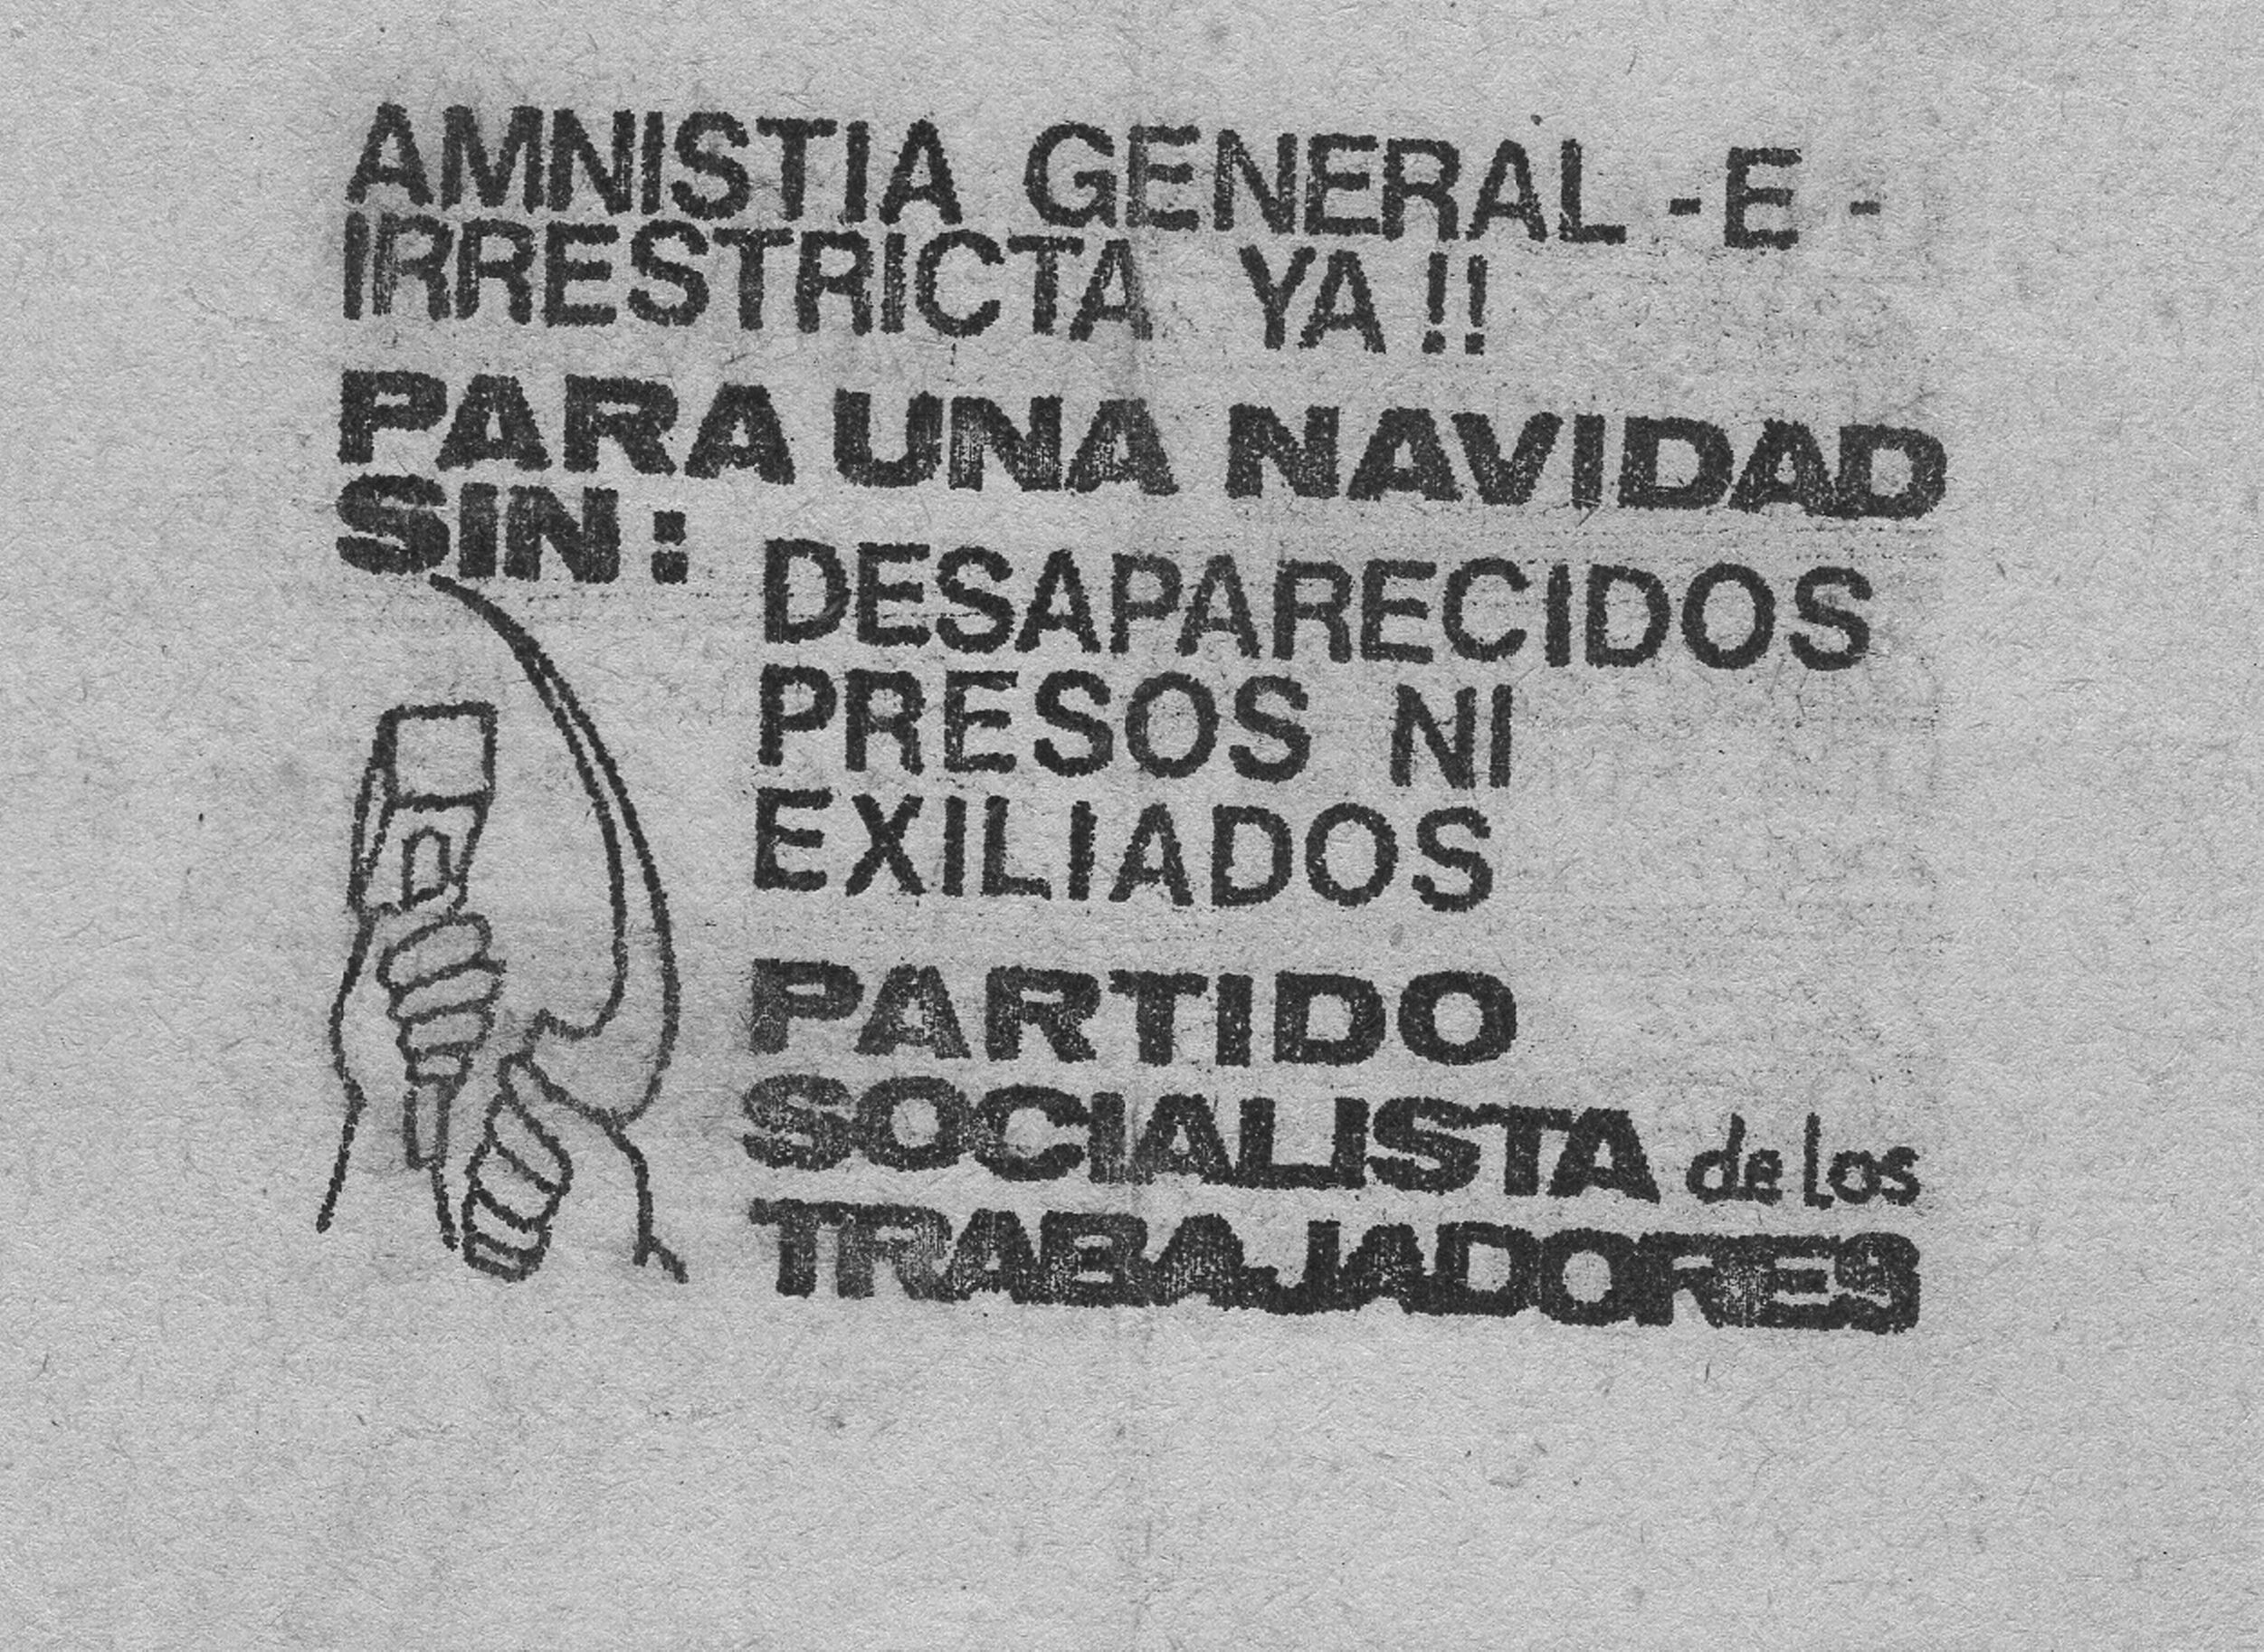 AMNISTIA GENERAL -E -
IRRESTRICTA YA !!
PARA UNA NAVIDAD
SIN :
DESAPARECIDOS
PRESOS NI
EXILIADOS
PARTIDO
SOCIALISTA de los
TRABAJADORES